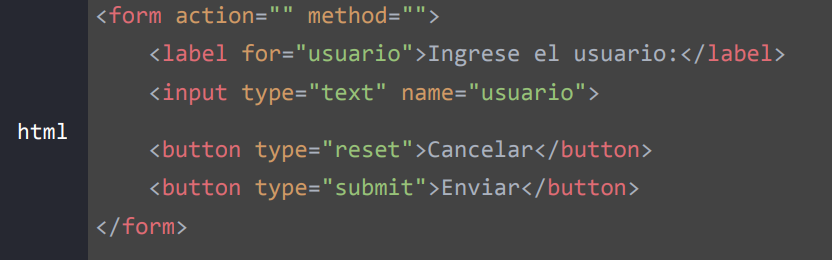 <form action="" method="">
<label for="usuario">Ingrese el usuario:</label>
<input type="text" name="usuario">
html
<button type="reset">Cancelar</button>
<button type="submit">Enviar</button>
</form>